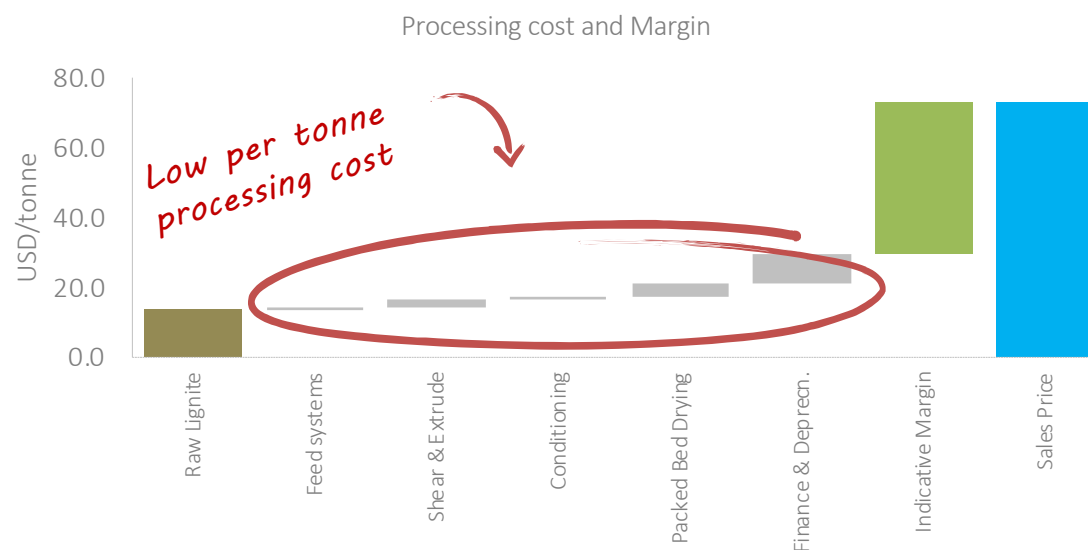 Processing cost and Margin
80.0
60.0
40.0
20.0
0.0
USD/tonne
Low per tonne
processing cost
Raw Lignite
Feed systems
Shear & Extrude
Conditioning
Packed Bed Drying
Finance & Deprecn.
Indicative Margin
Sales Price